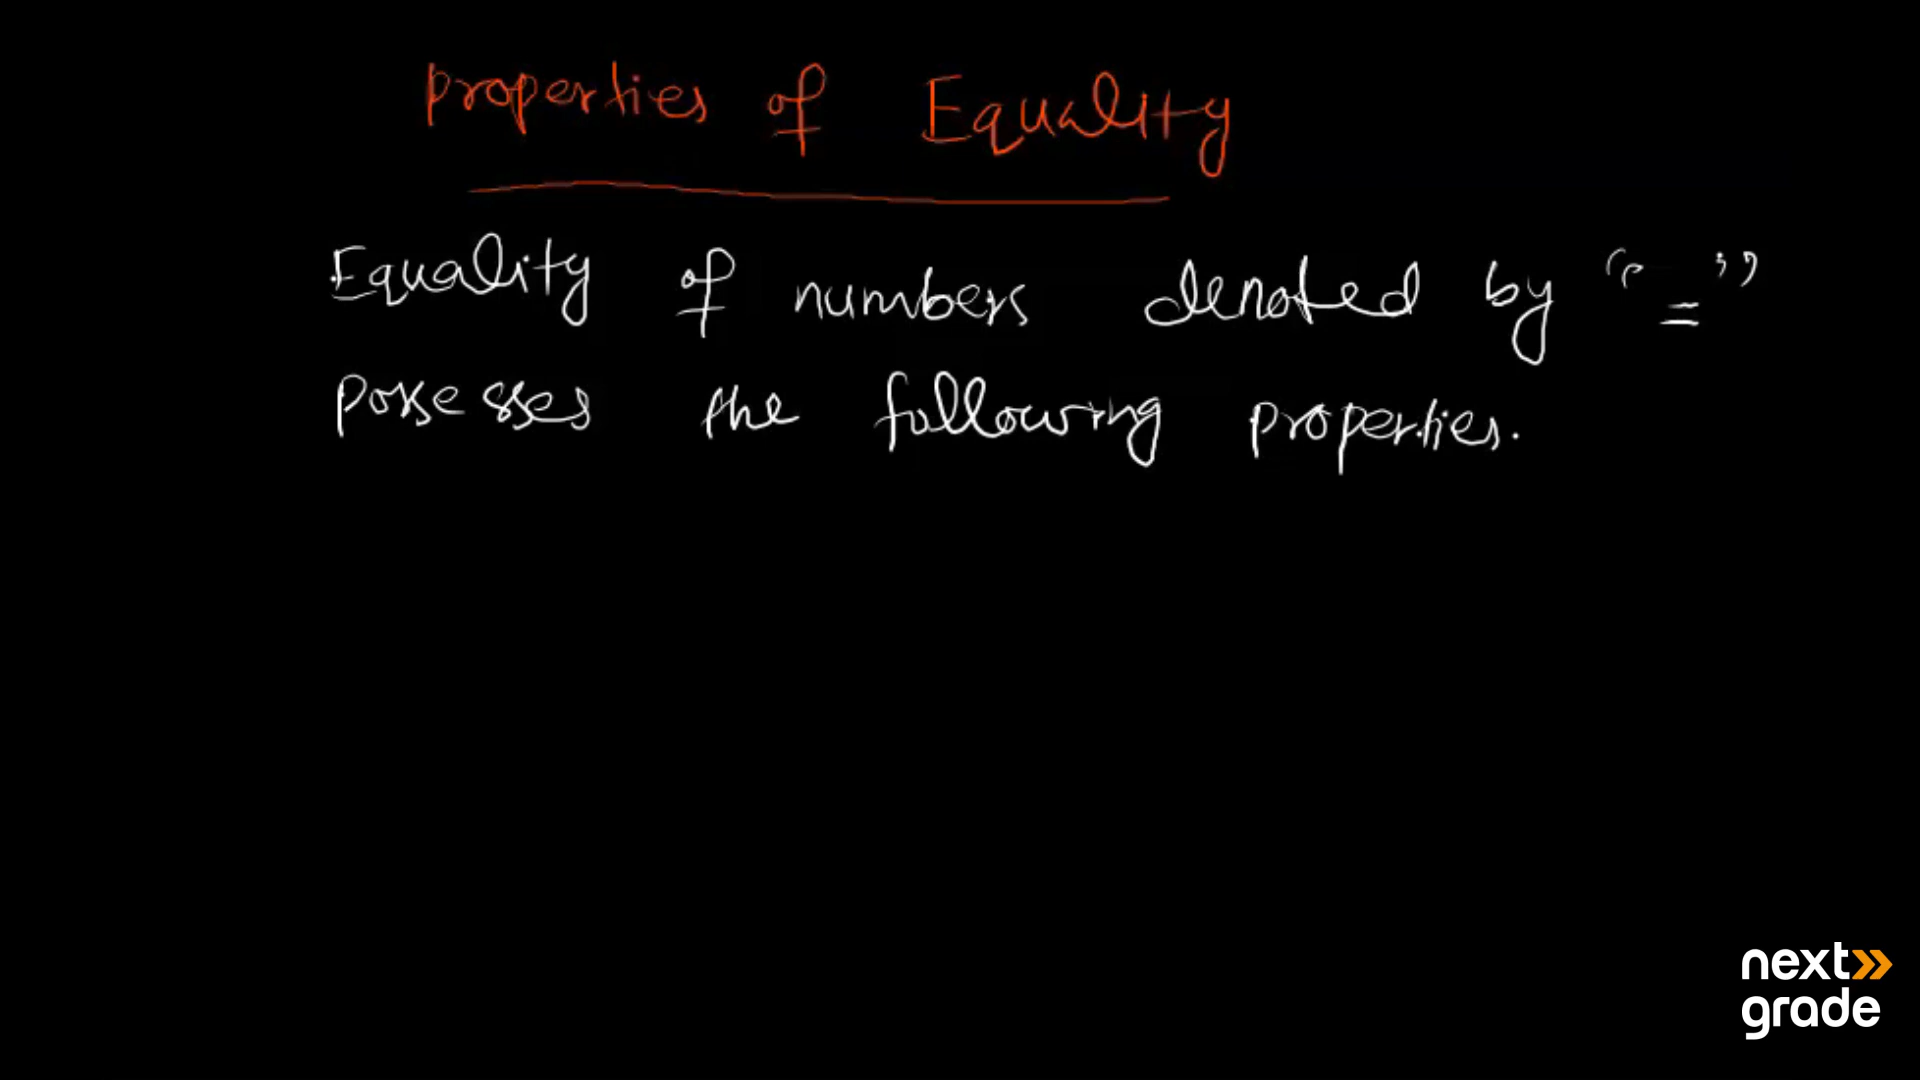 Properties of Equality
Equality of numbers denoted by "="
possesses the following properties.
next
grade